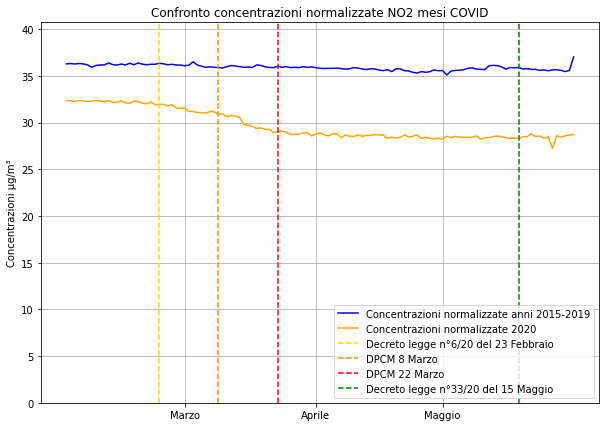 Confronto concentrazioni normalizzate NO2 mesi COVID
Concentrazioni µg/m³
40
35
30
25
20
15
10
5
0
Marzo Aprile Maggio
Concentrazioni normalizzate anni 2015-2019
Concentrazioni normalizzate 2020
Decreto legge n°6/20 del 23 Febbraio
DPCM 8 Marzo
DPCM 22 Marzo
Decreto legge n°33/20 del 15 Maggio